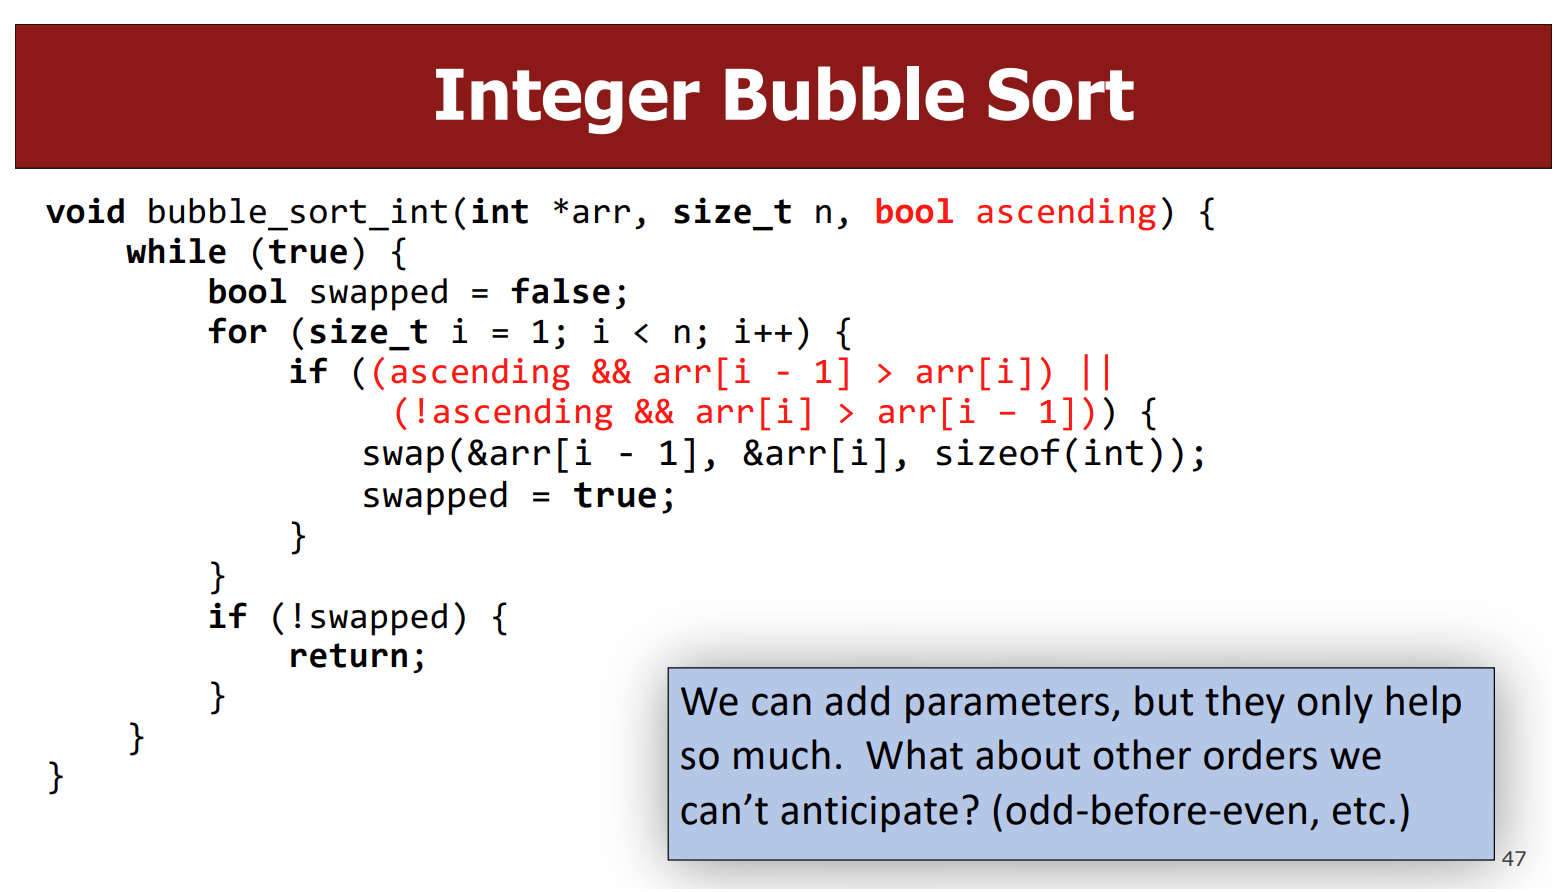 Integer Bubble Sort
void bubble_sort_int(int *arr, size_t n, bool ascending) {
    while (true) {
        bool swapped = false;
        for (size_t i = 1; i < n; i++) {
            if ((ascending && arr[i - 1] > arr[i]) ||
                 (!ascending && arr[i] > arr[i – 1])) {
                swap(&arr[i - 1], &arr[i], sizeof(int));
                swapped = true;
            }
        }
        if (!swapped) {
            return;
        }
    }
}
We can add parameters, but they only help
so much.  What about other orders we
can’t anticipate? (odd-before-even, etc.)
47